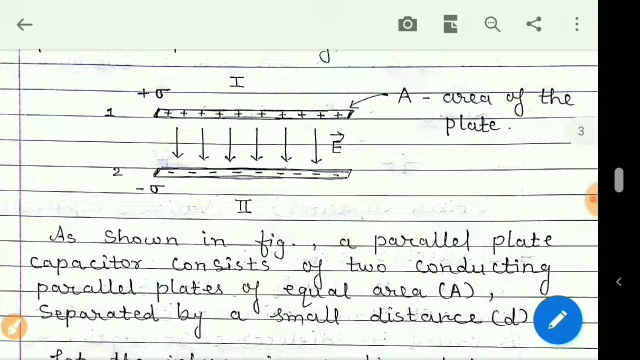 I
+σ
1
+ + + + + + + + +
A - area of the
plate.
3
E
2
- - - - - - - - -
-σ
II
As shown in fig., a parallel plate
capacitor consists of two conducting
parallel plates of equal area (A),
Separated by a small distance (d)